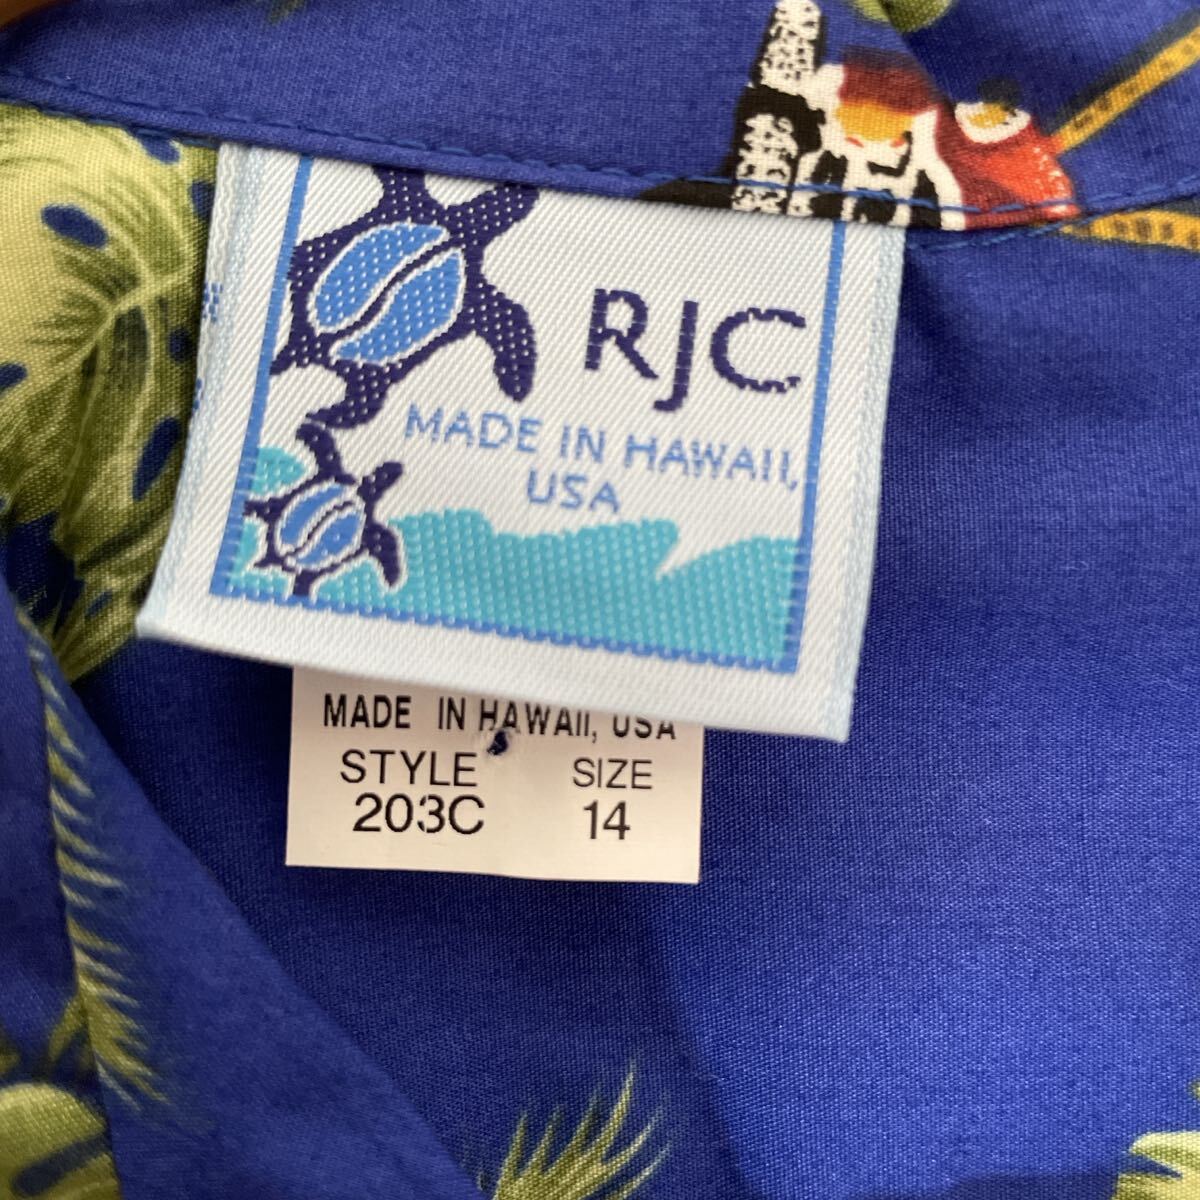 RJC
MADE IN HAWAII,
USA
MADE IN HAWAII, USA
STYLE SIZE
203C 14